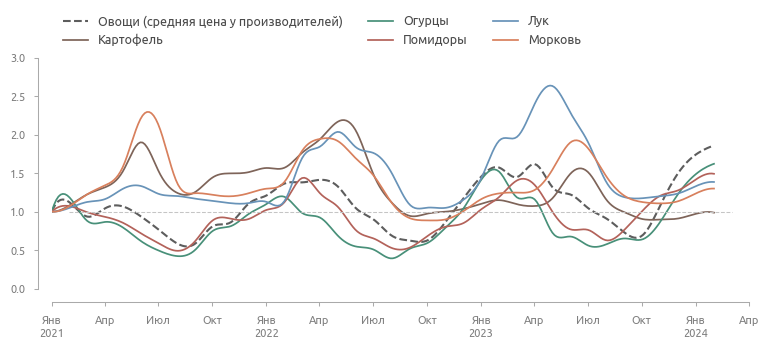 Овощи (средняя цена у производителей) Огурцы Лук
Картофель Помидоры Морковь
3.0
2.5
2.0
1.5
1.0
0.5
0.0
Янв Апр Июл Окт Янв Апр Июл Окт Янв Апр Июл Окт Янв Апр
2021 2022 2023 2024